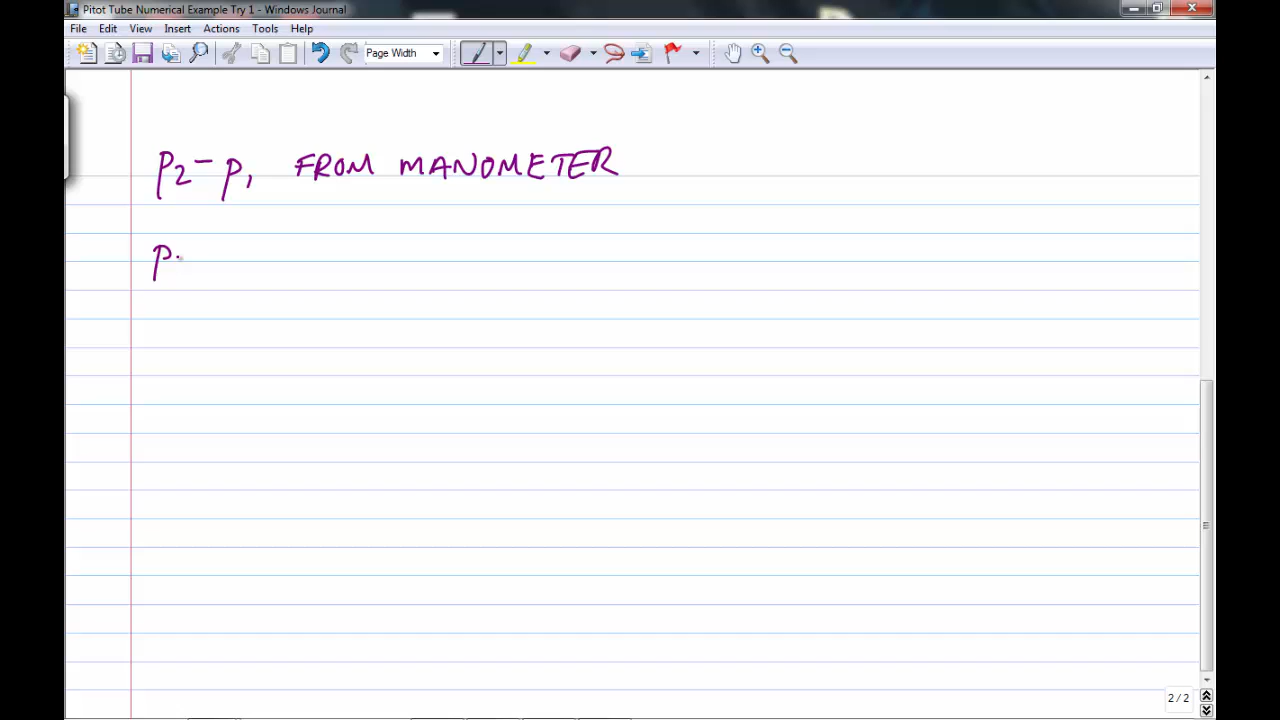 Pitot Tube Numerical Example Try 1 - Windows Journal
File Edit View Insert Actions Tools Help
Page Width
p₂ - p₁ FROM MANOMETER
p
2 / 2